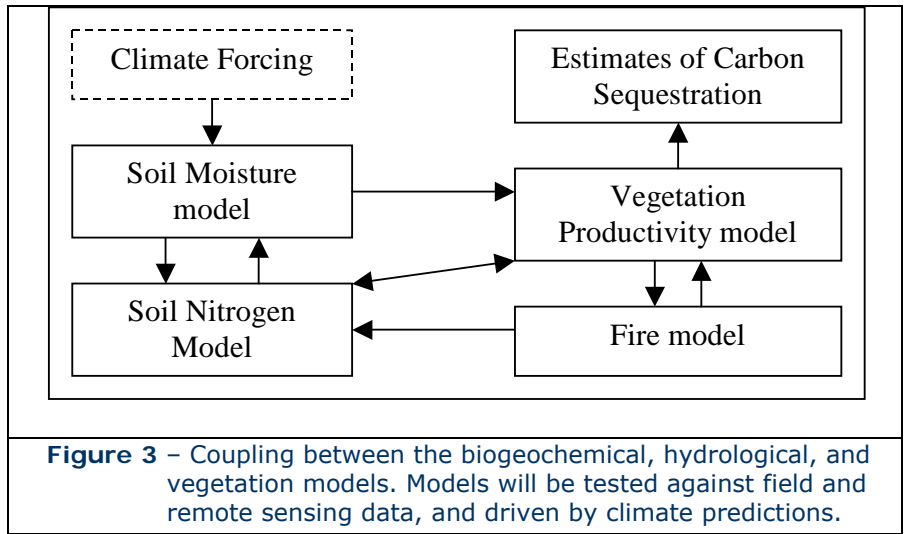 Climate Forcing
Estimates of Carbon
Sequestration
Soil Moisture
model
Vegetation
Productivity model
Soil Nitrogen
Model
Fire model
Figure 3 – Coupling between the biogeochemical, hydrological, and
vegetation models. Models will be tested against field and
remote sensing data, and driven by climate predictions.